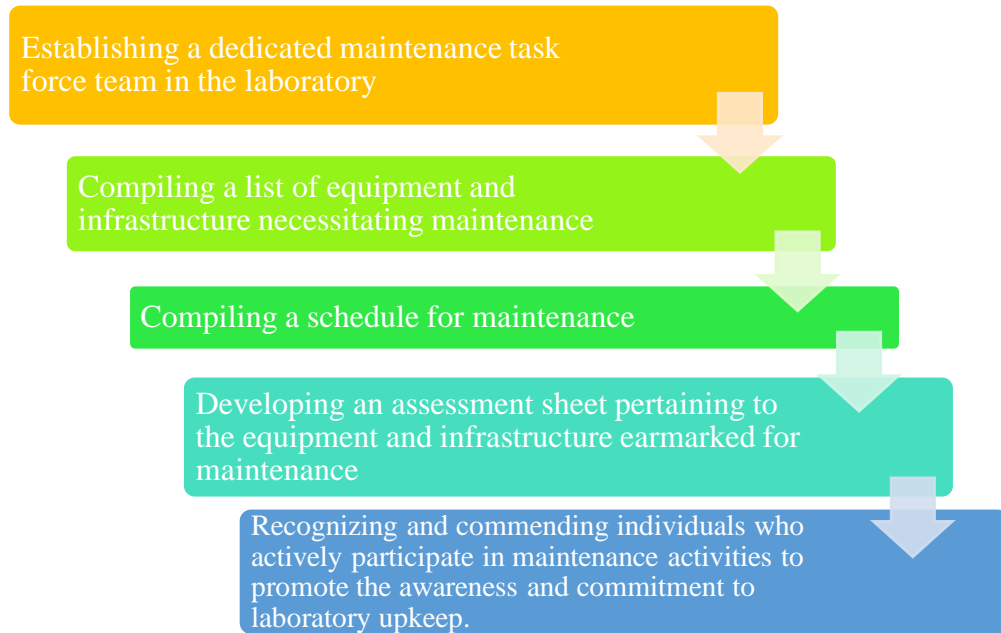 Establishing a dedicated maintenance task
force team in the laboratory
Compiling a list of equipment and
infrastructure necessitating maintenance
Compiling a schedule for maintenance
Developing an assessment sheet pertaining to
the equipment and infrastructure earmarked for
maintenance
Recognizing and commending individuals who
actively participate in maintenance activities to
promote the awareness and commitment to
laboratory upkeep.